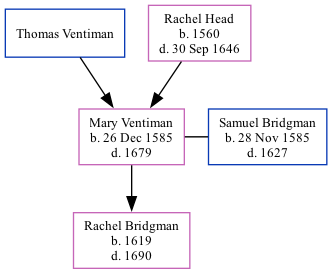 Thomas Ventiman
Rachel Head
b. 1560
d. 30 Sep 1646
Mary Ventiman
b. 26 Dec 1585
d. 1679
Samuel Bridgman
b. 28 Nov 1585
d. 1627
Rachel Bridgman
b. 1619
d. 1690